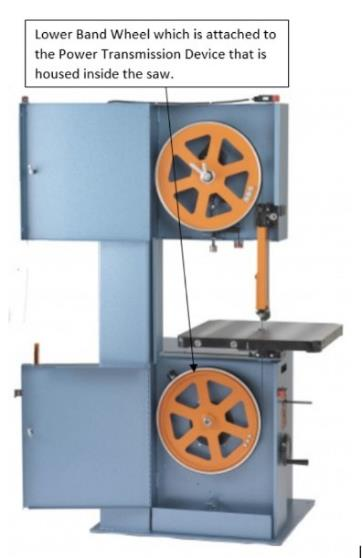 Lower Band Wheel which is attached to
the Power Transmission Device that is
housed inside the saw.